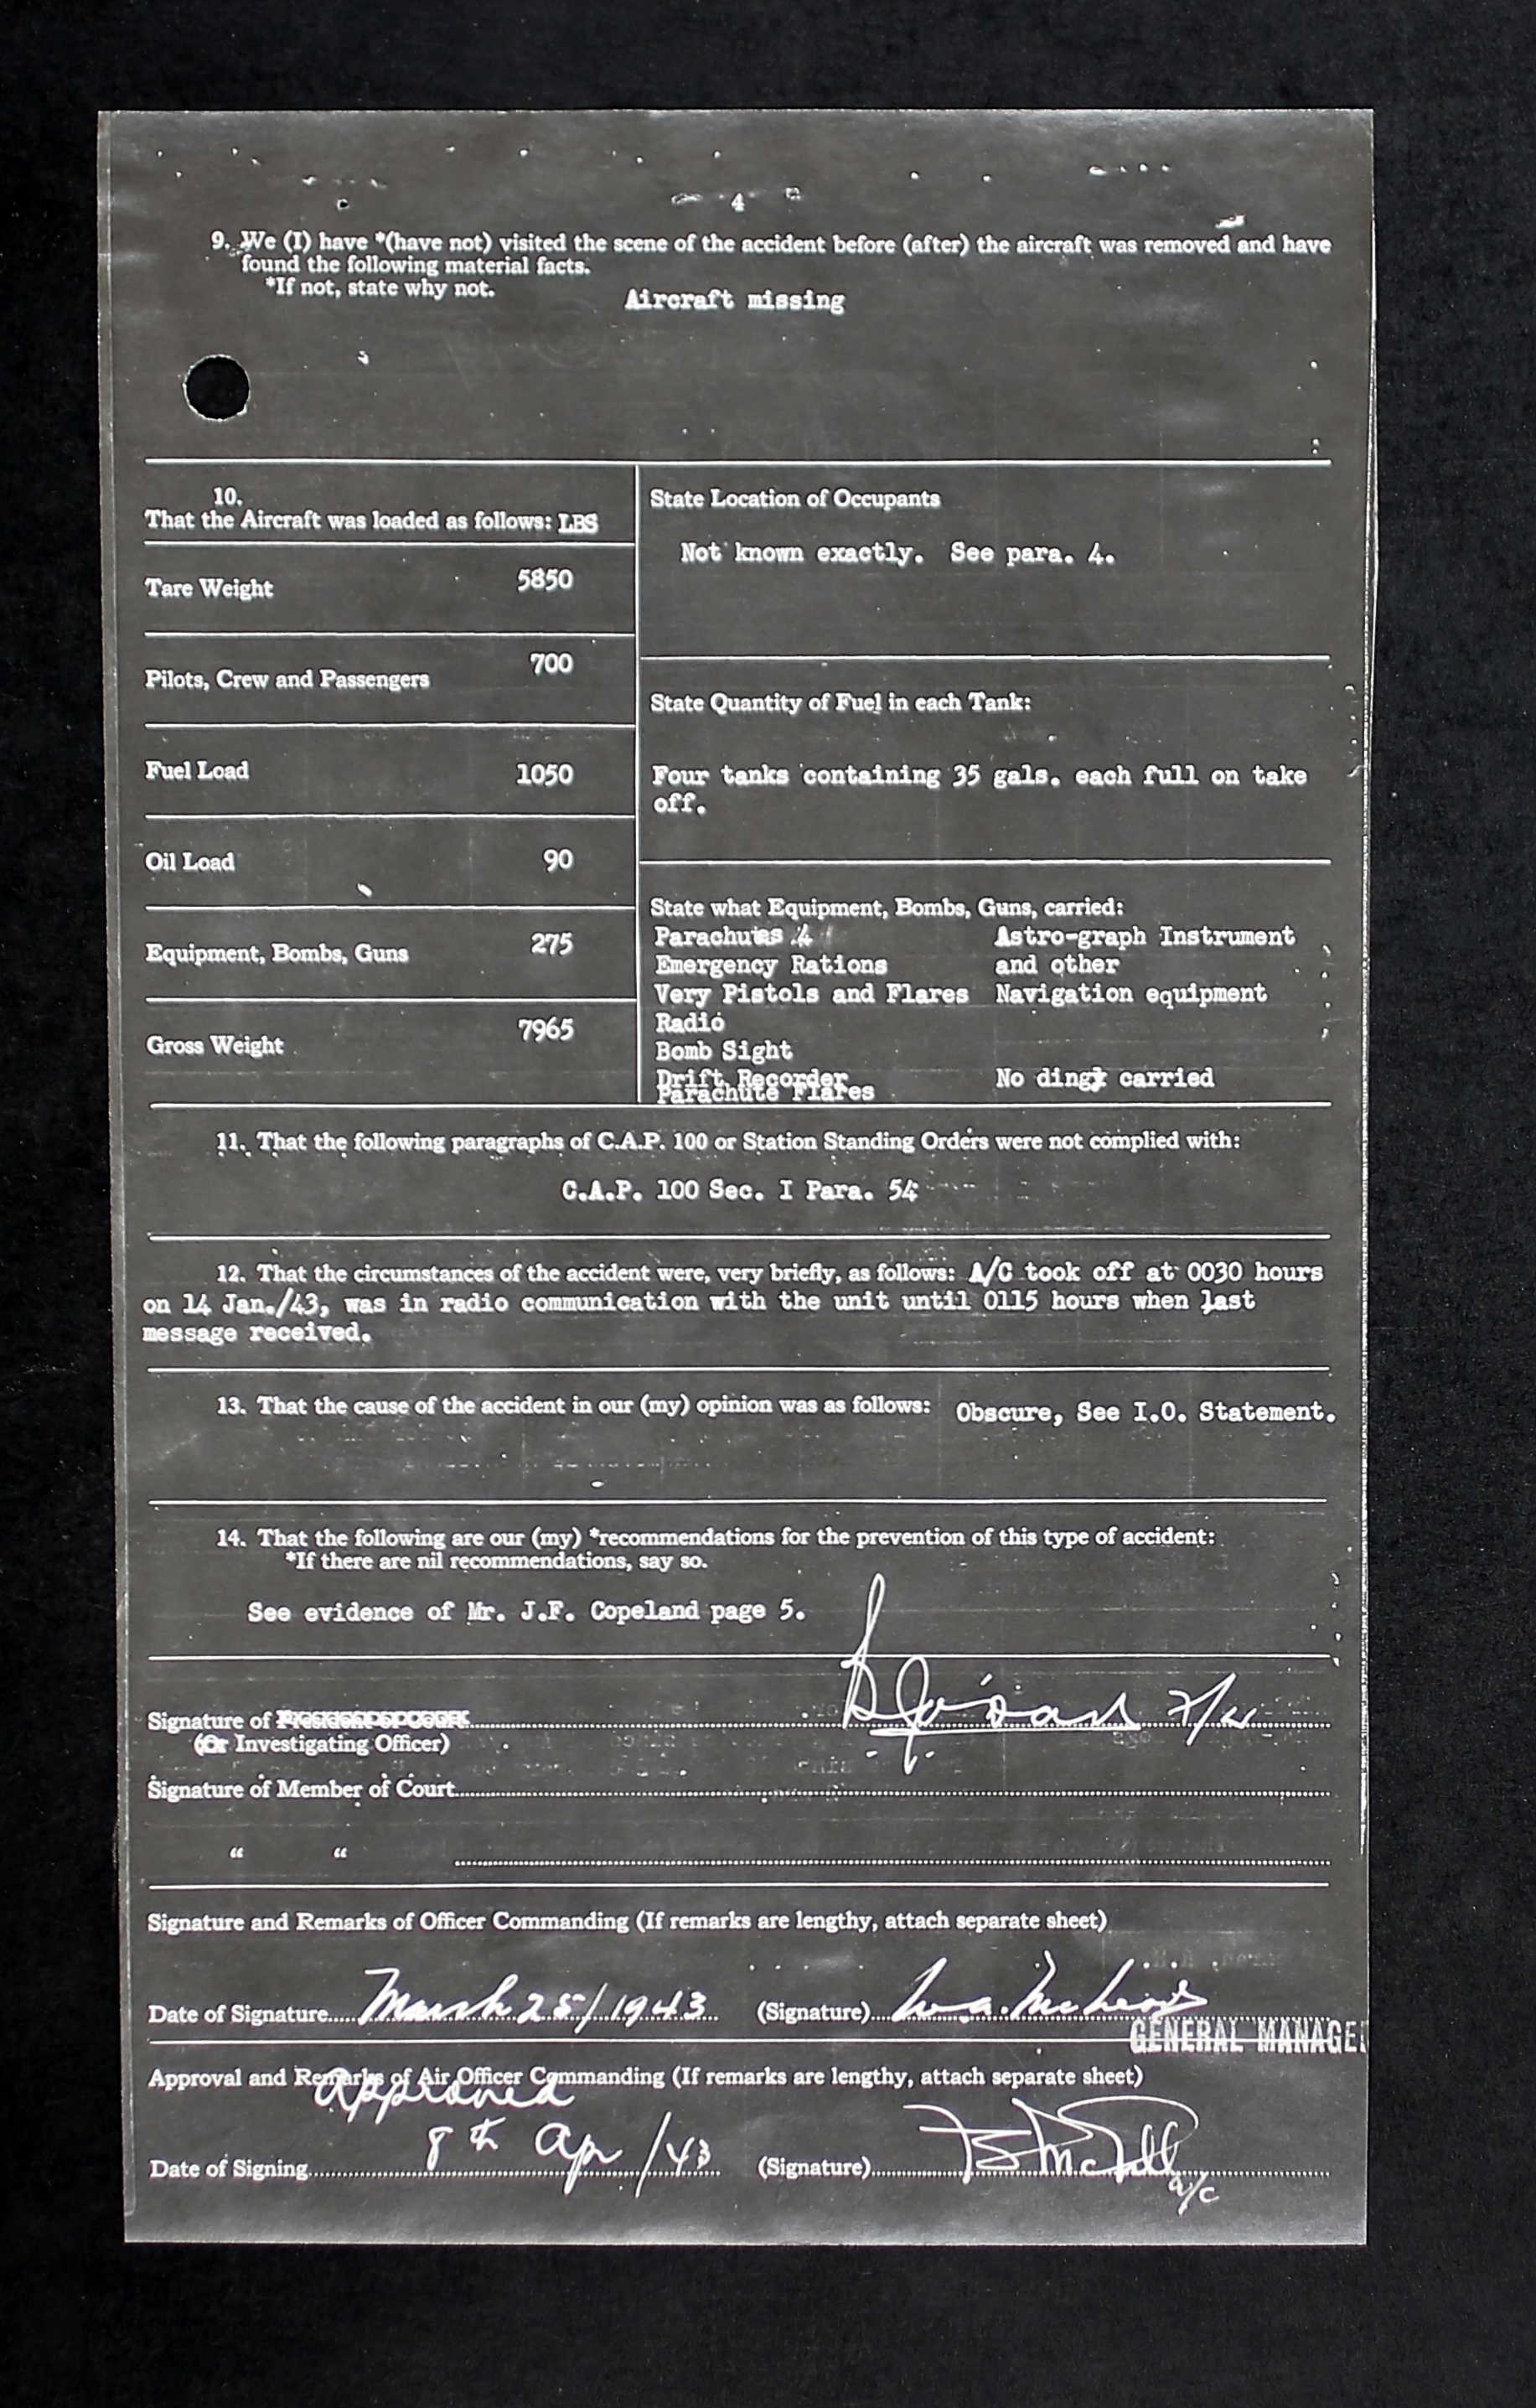 4
9. We (I) have *(have not) visited the scene of the accident before (after) the aircraft was removed and have
found the following material facts.
*If not, state why not.
Aircraft missing
10.
That the Aircraft was loaded as follows: LBS
Tare Weight 5850
Pilots, Crew and Passengers 700
Fuel Load 1050
Oil Load 90
Equipment, Bombs, Guns 275
Gross Weight 7965
State Location of Occupants
Not known exactly. See para. 4.
State Quantity of Fuel in each Tank:
Four tanks containing 35 gals. each full on take
off.
State what Equipment, Bombs, Guns, carried:
Parachutes 4 Astro-graph Instrument
Emergency Rations and other
Very Pistols and Flares Navigation equipment
Radio
Bomb Sight
Drift Recorder No dingy carried
Parachute Flares
11. That the following paragraphs of C.A.P. 100 or Station Standing Orders were not complied with:
C.A.P. 100 Sec. I Para. 54
12. That the circumstances of the accident were, very briefly, as follows: A/C took off at 0030 hours
on 14 Jan./43, was in radio communication with the unit until 0115 hours when last
message received.
13. That the cause of the accident in our (my) opinion was as follows: Obscure, See I.O. Statement.
14. That the following are our (my) *recommendations for the prevention of this type of accident:
*If there are nil recommendations, say so.
See evidence of Mr. J.F. Copeland page 5.
Signature of
(Or Investigating Officer)
Signature of Member of Court
" "
Signature and Remarks of Officer Commanding (If remarks are lengthy, attach separate sheet)
Date of Signature March 25/1943 (Signature) W.A.
GENERAL MANAGE
Approval and Remarks of Air Officer Commanding (If remarks are lengthy, attach separate sheet)
Approved
Date of Signing 8th Apr/43 (Signature)
a/c